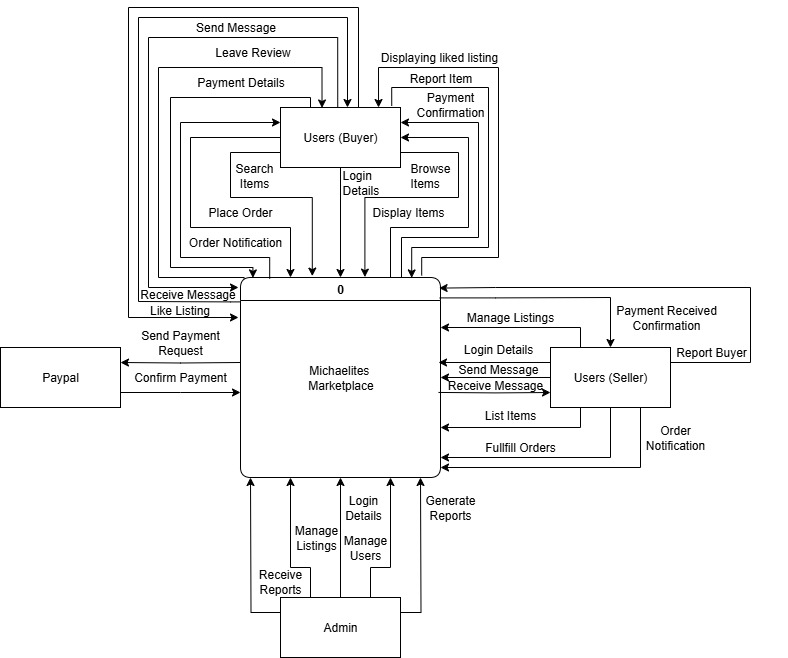 Send Message
Leave Review
Displaying liked listing
Report Item
Payment Details
Payment
Confirmation
Users (Buyer)
Search
Items
Login
Details
Browse
Items
Place Order
Display Items
Order Notification
0
Receive Message
Like Listing
Manage Listings
Payment Received
Confirmation
Send Payment
Request
Login Details
Report Buyer
Michaelites
Marketplace
Send Message
Paypal
Confirm Payment
Users (Seller)
Receive Message
List Items
Order
Notification
Fullfill Orders
Login
Details
Generate
Reports
Manage
Listings
Manage
Users
Receive
Reports
Admin